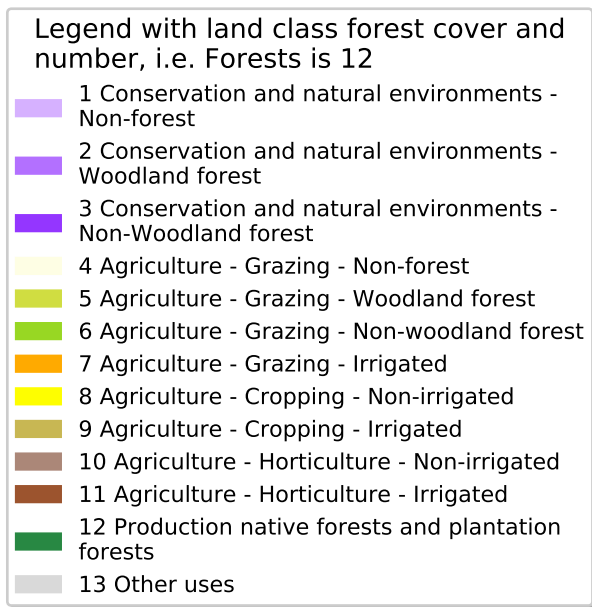 Legend with land class forest cover and
number, i.e. Forests is 12
1 Conservation and natural environments -
Non-forest
2 Conservation and natural environments -
Woodland forest
3 Conservation and natural environments -
Non-Woodland forest
4 Agriculture - Grazing - Non-forest
5 Agriculture - Grazing - Woodland forest
6 Agriculture - Grazing - Non-woodland forest
7 Agriculture - Grazing - Irrigated
8 Agriculture - Cropping - Non-irrigated
9 Agriculture - Cropping - Irrigated
10 Agriculture - Horticulture - Non-irrigated
11 Agriculture - Horticulture - Irrigated
12 Production native forests and plantation
forests
13 Other uses